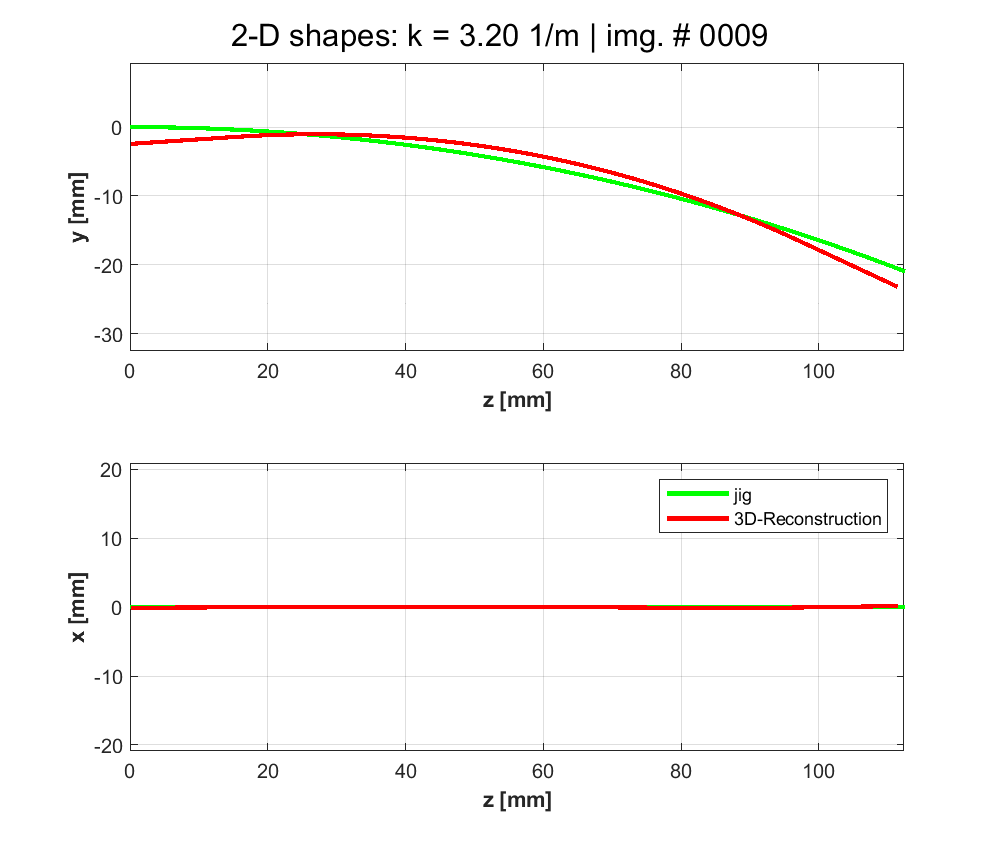 2-D shapes: k = 3.20 1/m | img. # 0009
0
-10
-20
-30
y [mm]
0 20 40 60 80 100
z [mm]
20
10
0
-10
-20
x [mm]
jig
3D-Reconstruction
0 20 40 60 80 100
z [mm]